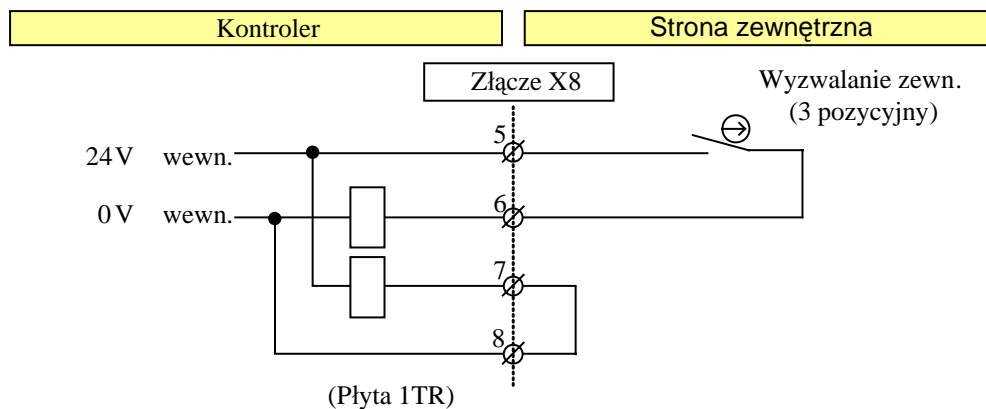 Kontroler
Strona zewnętrzna
Złącze X8
Wyzwalanie zewn.
(3 pozycyjny)
5
24V wewn.
6
0V wewn.
7
8
(Płyta 1TR)